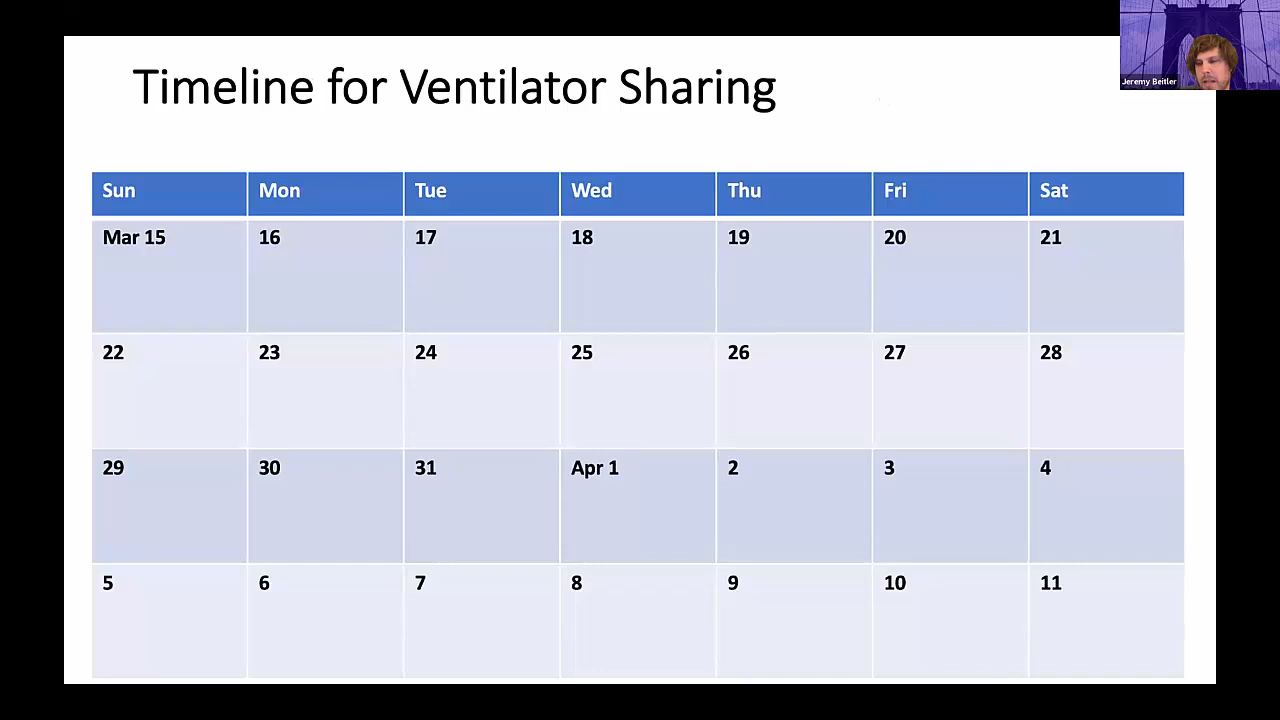 Timeline for Ventilator Sharing
Jeremy Beitler
Sun Mon Tue Wed Thu Fri Sat
Mar 15 16 17 18 19 20 21
22 23 24 25 26 27 28
29 30 31 Apr 1 2 3 4
5 6 7 8 9 10 11